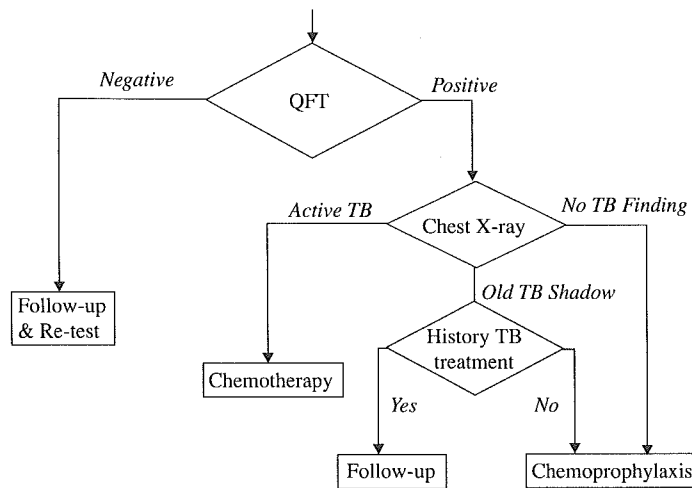 Negative
QFT
Positive
Active TB
Chest X-ray
No TB Finding
Old TB Shadow
Follow-up
& Re-test
History TB
treatment
Chemotherapy
Yes
No
Follow-up
Chemoprophylaxis